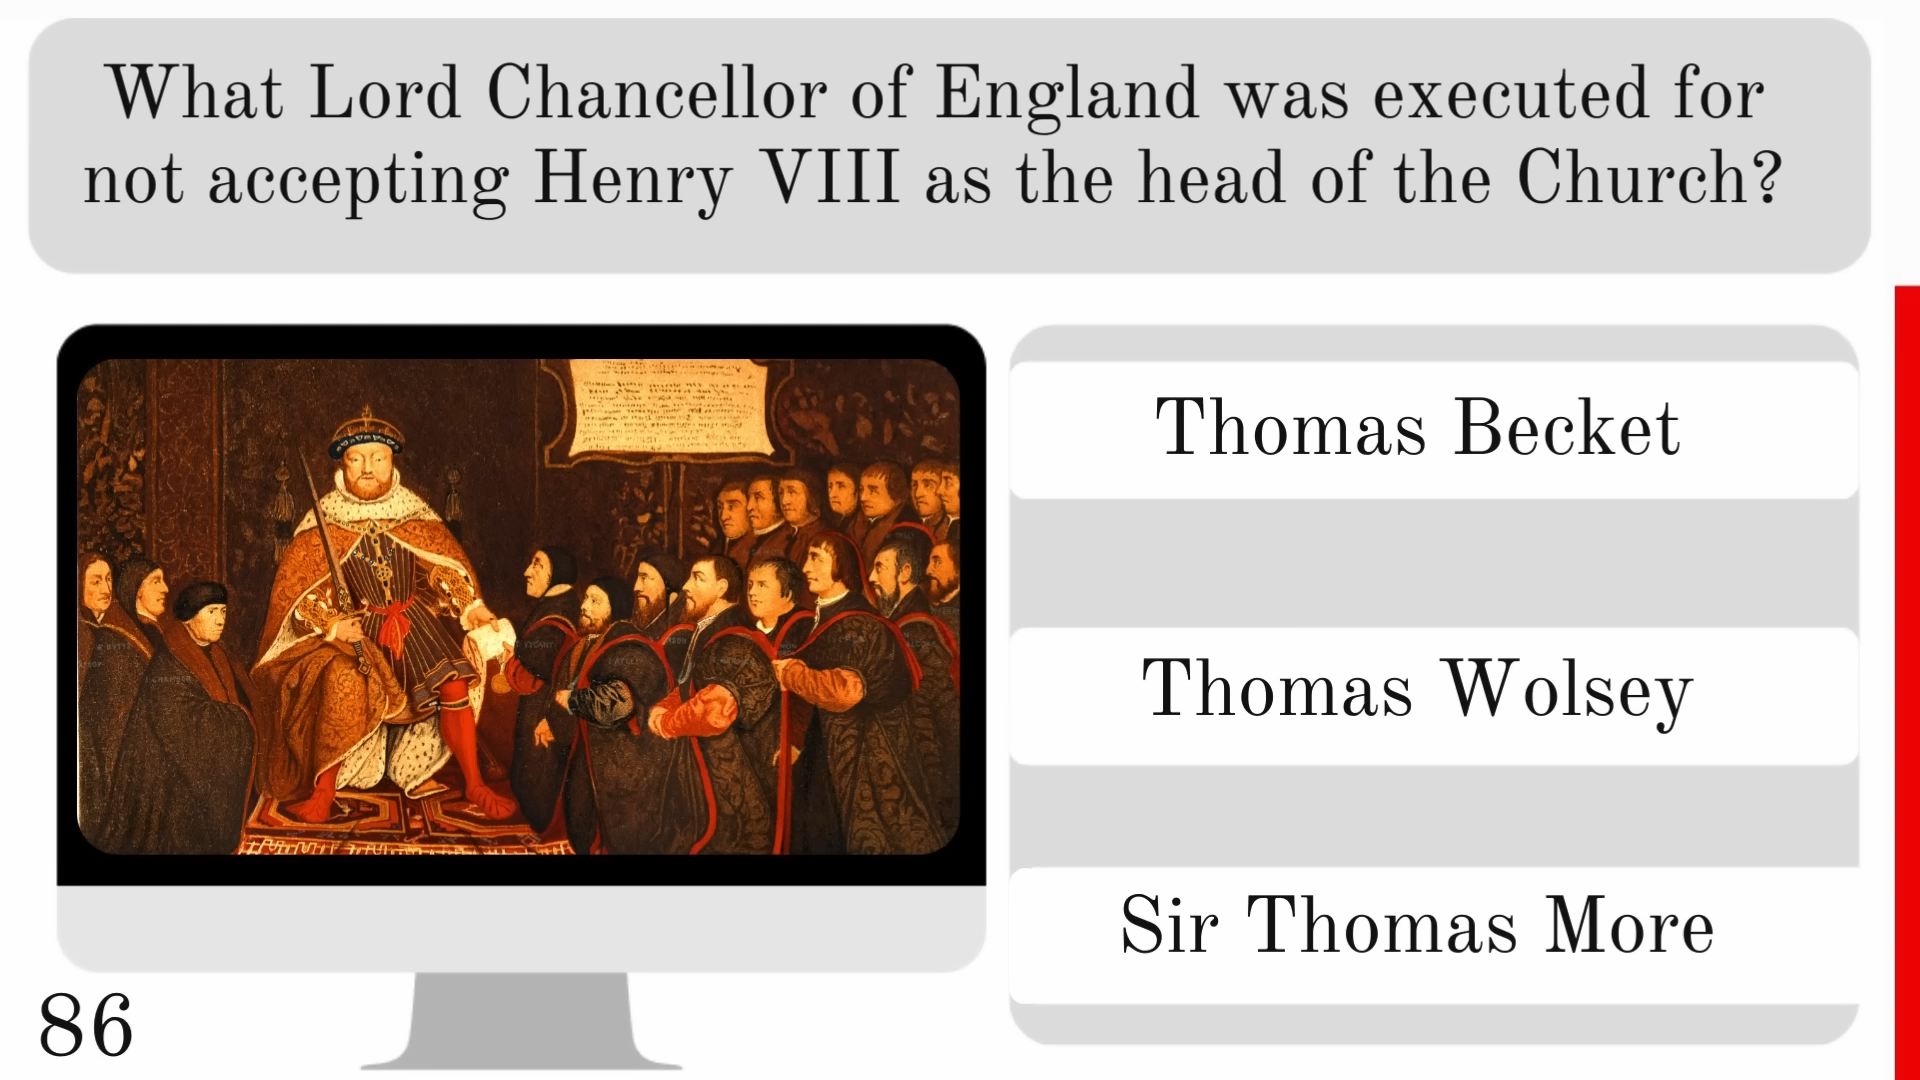 What Lord Chancellor of England was executed for
not accepting Henry VIII as the head of the Church?
Thomas Becket
Thomas Wolsey
Sir Thomas More
86